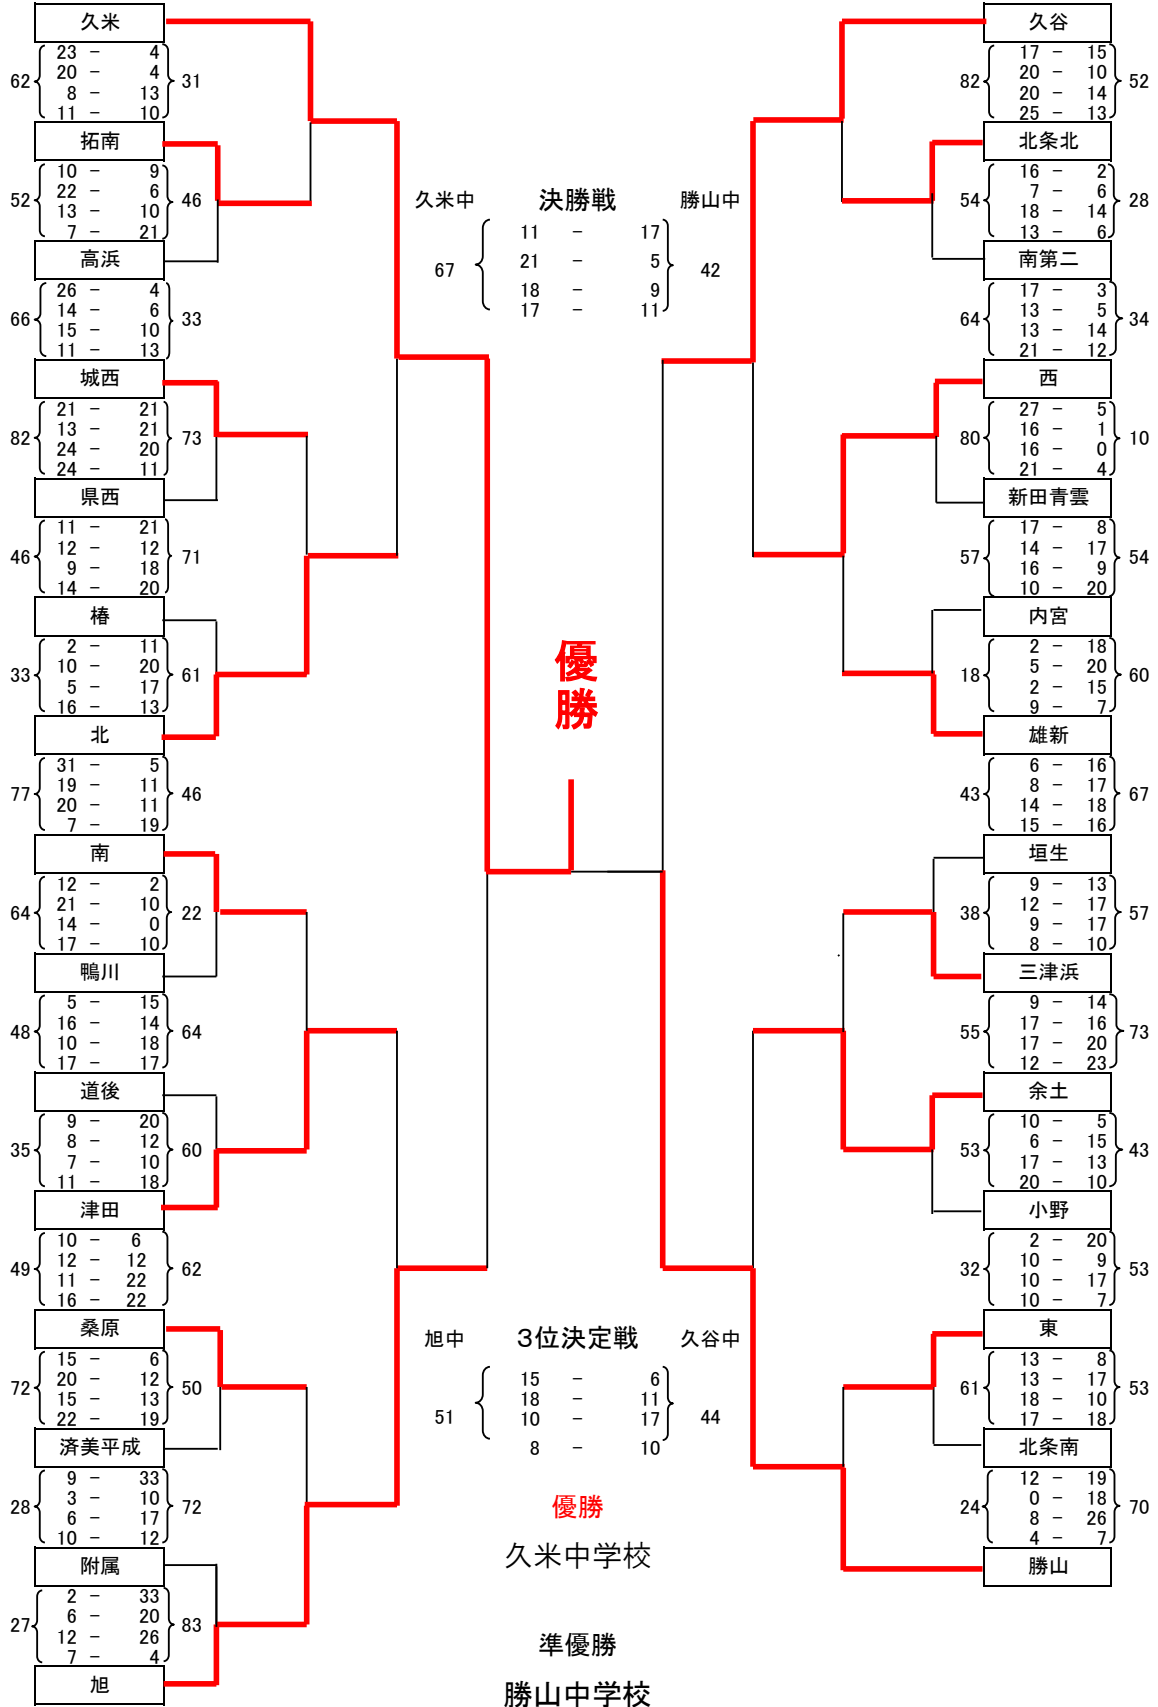 久米
62 31
23 - 4
20 - 4
8 - 13
11 - 10
拓南
52 46
10 - 9
22 - 6
13 - 10
7 - 21
高浜
66 33
26 - 4
14 - 6
15 - 10
11 - 13
城西
82 73
21 - 21
13 - 21
24 - 20
24 - 11
県西
46 71
11 - 21
12 - 12
9 - 18
14 - 20
椿
33 61
2 - 11
10 - 20
5 - 17
16 - 13
北
77 46
31 - 5
19 - 11
20 - 11
7 - 19
南
64 22
12 - 2
21 - 10
14 - 0
17 - 10
鴨川
48 64
5 - 15
16 - 14
10 - 18
17 - 17
道後
35 60
9 - 20
8 - 12
7 - 10
11 - 18
津田
49 62
10 - 6
12 - 12
11 - 22
16 - 22
桑原
72 50
15 - 6
20 - 12
15 - 13
22 - 19
済美平成
28 72
9 - 33
3 - 10
6 - 17
10 - 12
附属
27 83
2 - 33
6 - 20
12 - 26
7 - 4
旭
久米中 決勝戦 勝山中
67 42
11 - 17
21 - 5
18 - 9
17 - 11
優
勝
旭中 3位決定戦 久谷中
51 44
15 - 6
18 - 11
10 - 17
8 - 10
優勝
久米中学校
準優勝
勝山中学校
久谷
82 52
17 - 15
20 - 10
20 - 14
25 - 13
北条北
54 28
16 - 2
7 - 6
18 - 14
13 - 6
南第二
64 34
17 - 3
13 - 5
13 - 14
21 - 12
西
80 10
27 - 5
16 - 1
16 - 0
21 - 4
新田青雲
57 54
17 - 8
14 - 17
16 - 9
10 - 20
内宮
18 60
2 - 18
5 - 20
2 - 15
9 - 7
雄新
43 67
6 - 16
8 - 17
14 - 18
15 - 16
垣生
38 57
9 - 13
12 - 17
9 - 17
8 - 10
三津浜
55 73
9 - 14
17 - 16
17 - 20
12 - 23
余土
53 43
10 - 5
6 - 15
17 - 13
20 - 10
小野
32 53
2 - 20
10 - 9
10 - 17
10 - 7
東
61 53
13 - 8
13 - 17
18 - 10
17 - 18
北条南
24 70
12 - 19
0 - 18
8 - 26
4 - 7
勝山